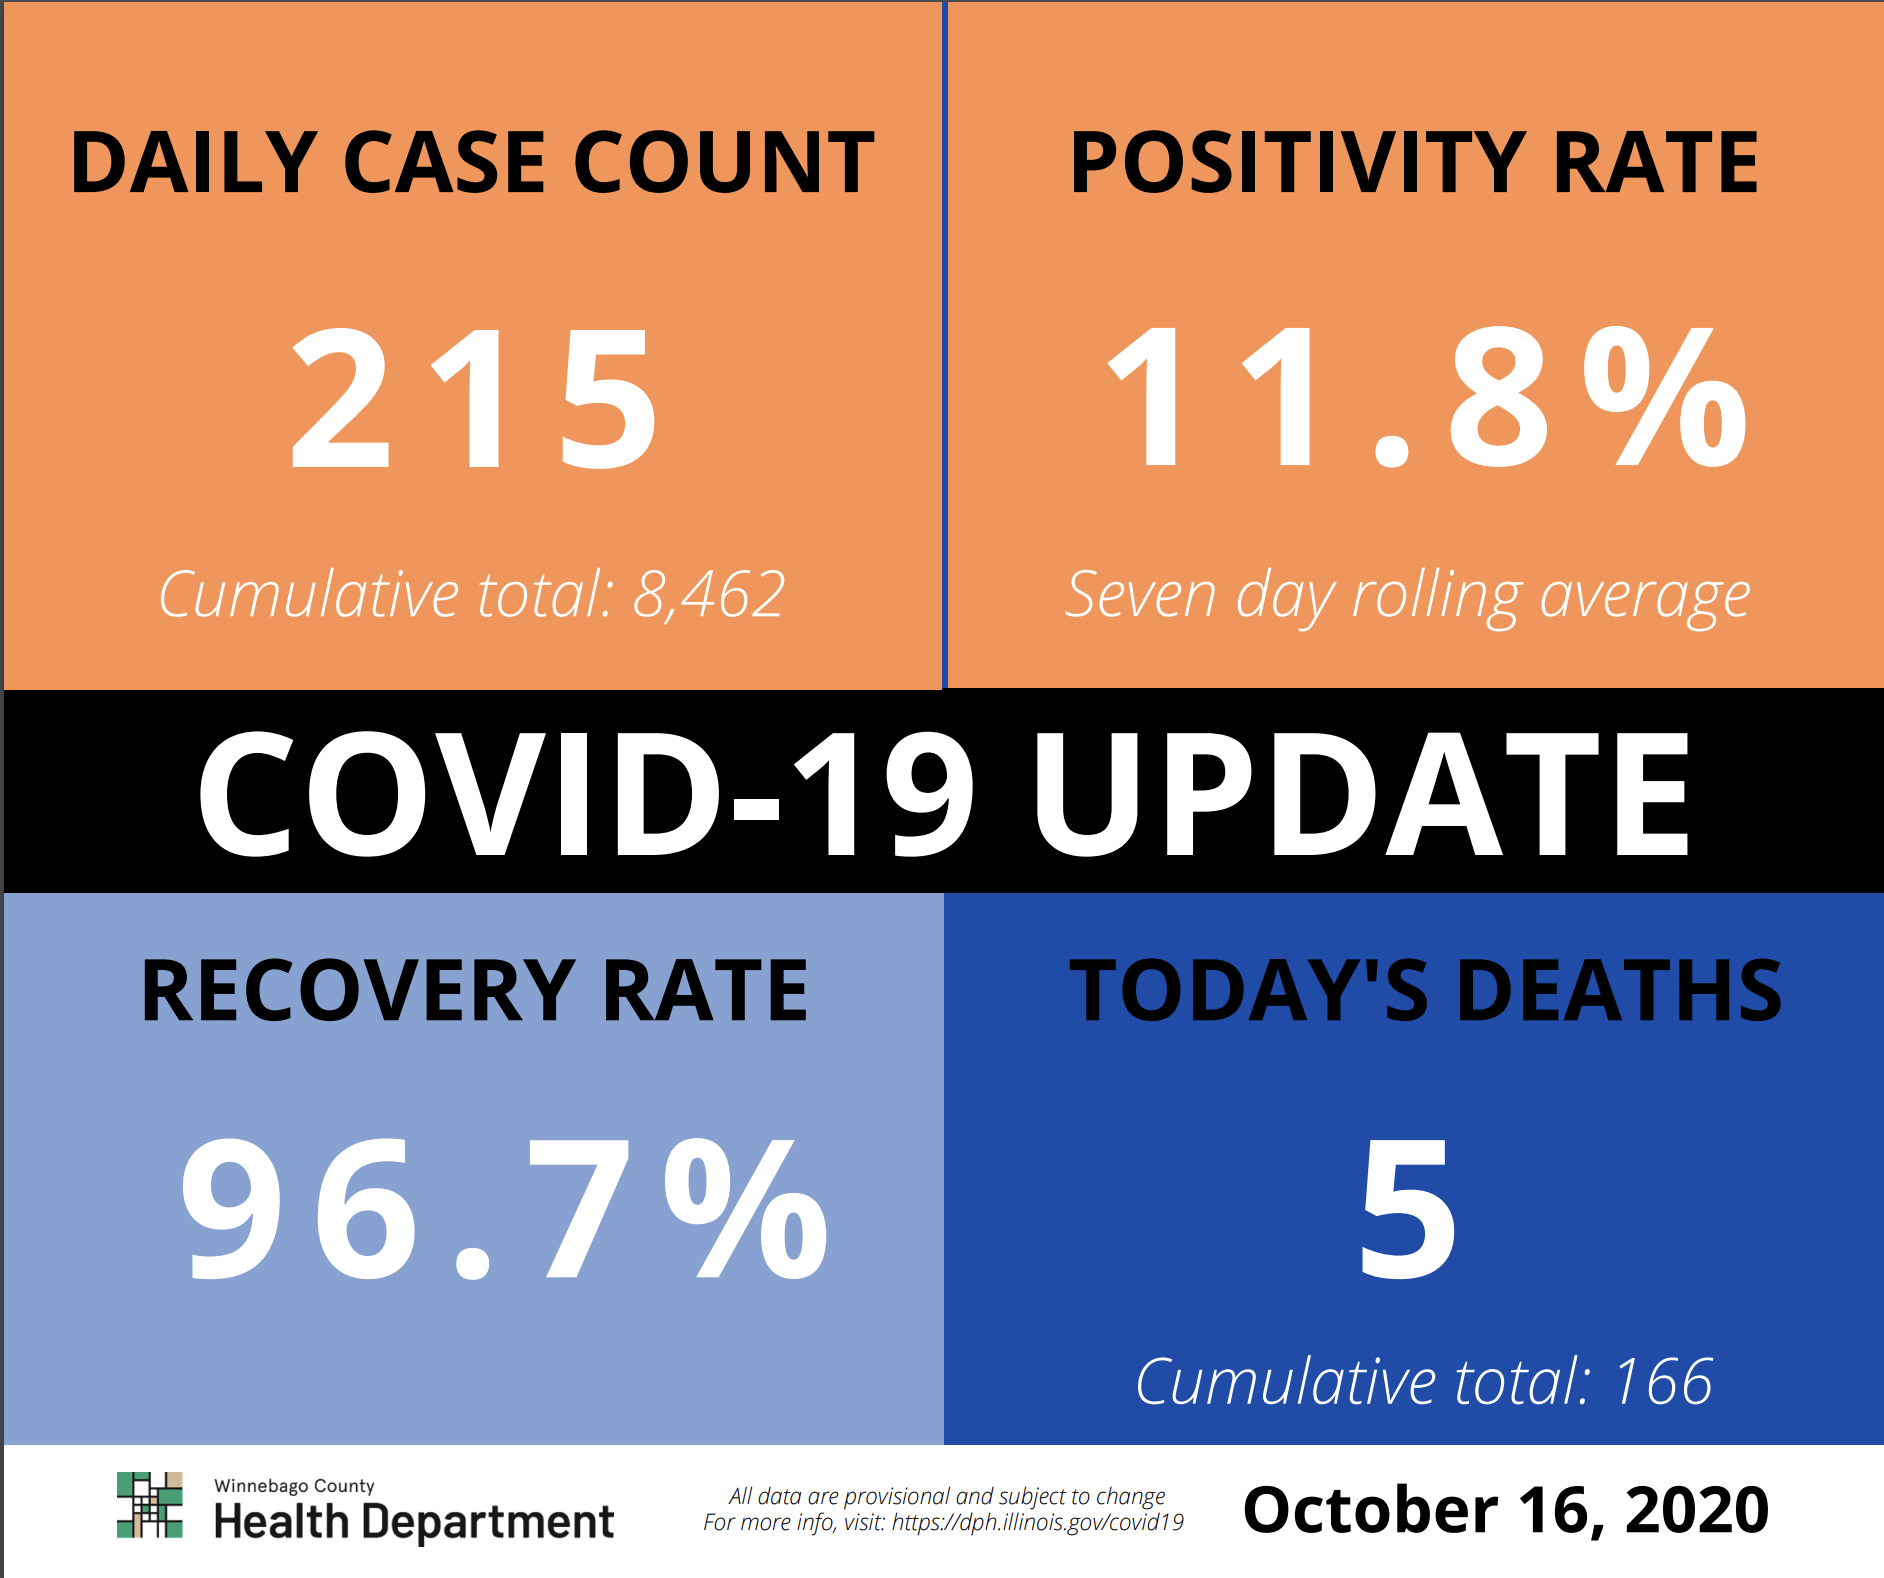 DAILY CASE COUNT
215
Cumulative total: 8,462
POSITIVITY RATE
11.8%
Seven day rolling average
COVID-19 UPDATE
RECOVERY RATE
96.7%
TODAY'S DEATHS
5
Cumulative total: 166
Winnebago County
Health Department
All data are provisional and subject to change
For more info, visit: https://dph.illinois.gov/covid19
October 16, 2020